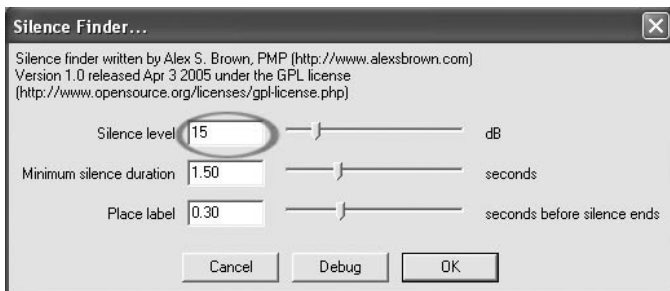 Silence Finder...
Silence finder written by Alex S. Brown, PMP (http://www.alexsbrown.com)
Version 1.0 released Apr 3 2005 under the GPL license
(http://www.opensource.org/licenses/gpl-license.php)
Silence level 15 dB
Minimum silence duration 1.50 seconds
Place label 0.30 seconds before silence ends
Cancel Debug OK